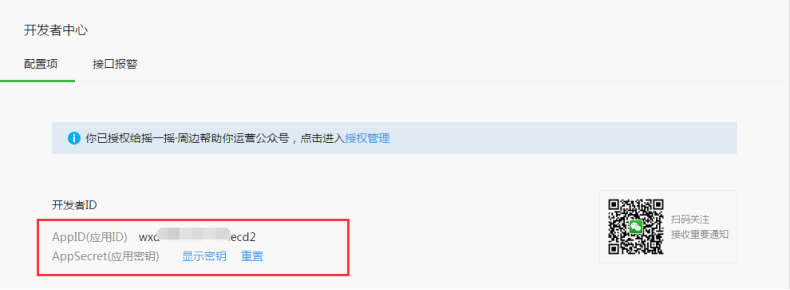 开发者中心
配置项 接口报警
你已授权给摇一摇·周边帮助你运营公众号，点击进入授权管理
开发者ID
AppID(应用ID) wxd ecd2
AppSecret(应用密钥) 显示密钥 重置
扫码关注
接收重要通知